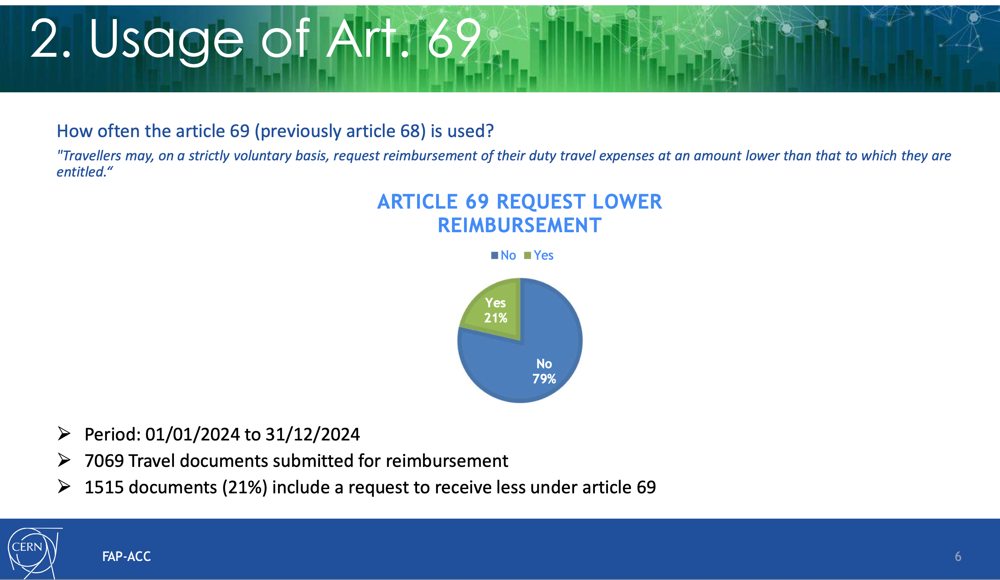 2. Usage of Art. 69
How often the article 69 (previously article 68) is used?
"Travellers may, on a strictly voluntary basis, request reimbursement of their duty travel expenses at an amount lower than that to which they are
entitled.“
ARTICLE 69 REQUEST LOWER
REIMBURSEMENT
No Yes
Yes
21%
No
79%
➢ Period: 01/01/2024 to 31/12/2024
➢ 7069 Travel documents submitted for reimbursement
➢ 1515 documents (21%) include a request to receive less under article 69
CERN
FAP-ACC
6